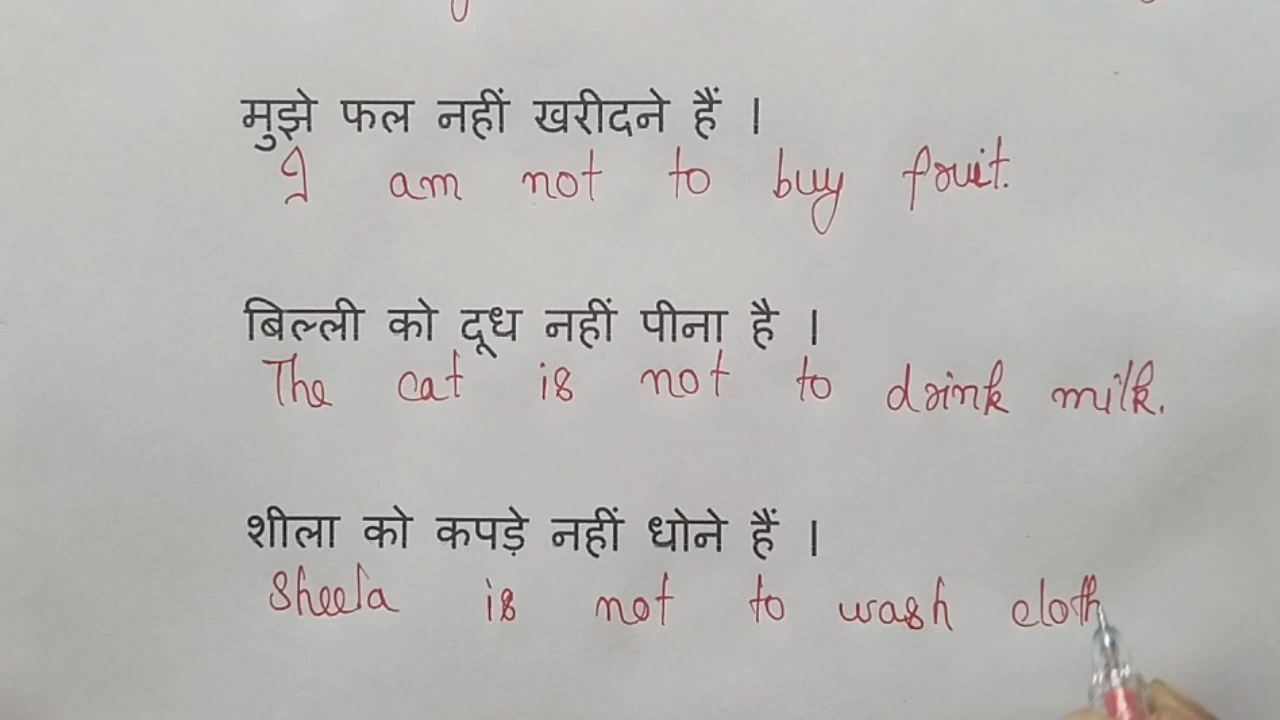 मुझे फल नहीं खरीदने हैं ।
I am not to buy fruit.
बिल्ली को दूध नहीं पीना है ।
The cat is not to drink milk.
शीला को कपड़े नहीं धोने हैं ।
Sheela is not to wash cloth